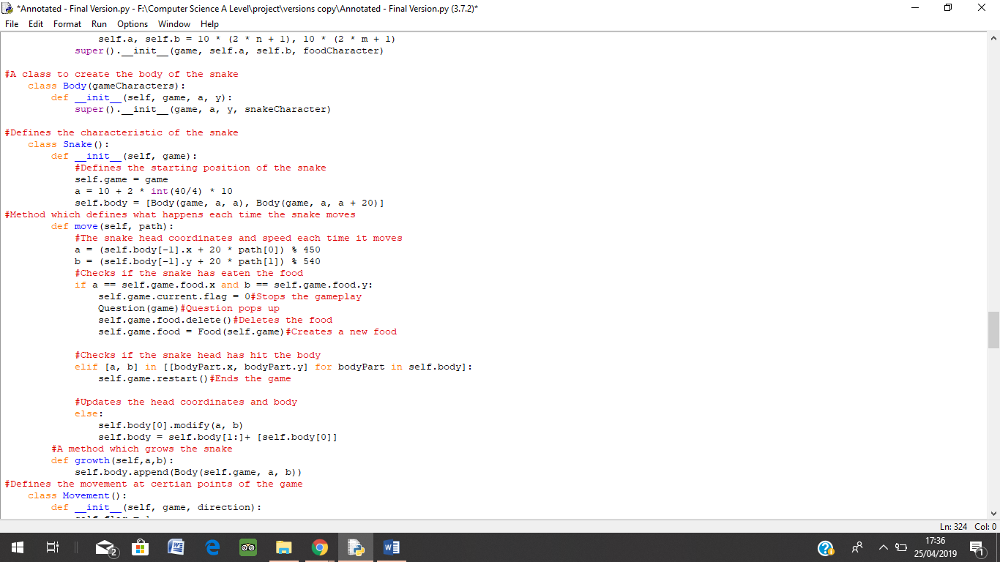 *Annotated - Final Version.py - F:\Computer Science A Level\project\versions copy\Annotated - Final Version.py (3.7.2)*
File Edit Format Run Options Window Help
                self.a, self.b = 10 * (2 * n + 1), 10 * (2 * m + 1)
            super().__init__(game, self.a, self.b, foodCharacter)

#A class to create the body of the snake
    class Body(gameCharacters):
        def __init__(self, game, a, y):
            super().__init__(game, a, y, snakeCharacter)

#Defines the characteristic of the snake
    class Snake():
        def __init__(self, game):
            #Defines the starting position of the snake
            self.game = game
            a = 10 + 2 * int(40/4) * 10
            self.body = [Body(game, a, a), Body(game, a, a + 20)]
#Method which defines what happens each time the snake moves
        def move(self, path):
            #The snake head coordinates and speed each time it moves
            a = (self.body[-1].x + 20 * path[0]) % 450
            b = (self.body[-1].y + 20 * path[1]) % 540
            #Checks if the snake has eaten the food
            if a == self.game.food.x and b == self.game.food.y:
                self.game.current.flag = 0#Stops the gameplay
                Question(game)#Question pops up
                self.game.food.delete()#Deletes the food
                self.game.food = Food(self.game)#Creates a new food

            #Checks if the snake head has hit the body
            elif [a, b] in [[bodyPart.x, bodyPart.y] for bodyPart in self.body]:
                self.game.restart()#Ends the game

            #Updates the head coordinates and body
            else:
                self.body[0].modify(a, b)
                self.body = self.body[1:]+ [self.body[0]]
        #A method which grows the snake
        def growth(self,a,b):
            self.body.append(Body(self.game, a, b))
#Defines the movement at certian points of the game
    class Movement():
        def __init__(self, game, direction):
Ln: 324 Col: 0
2
17:36
25/04/2019
1